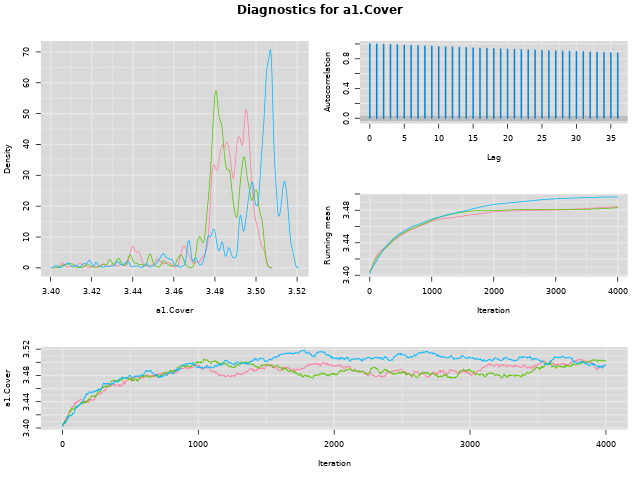 Diagnostics for a1.Cover
Density
0 10 20 30 40 50 60 70
3.40 3.42 3.44 3.46 3.48 3.50 3.52
a1.Cover
Autocorrelation
0.0 0.4 0.8
0 5 10 15 20 25 30 35
Lag
Running mean
3.40 3.44 3.48
0 1000 2000 3000 4000
Iteration
a1.Cover
3.40 3.44 3.48 3.52
0 1000 2000 3000 4000
Iteration